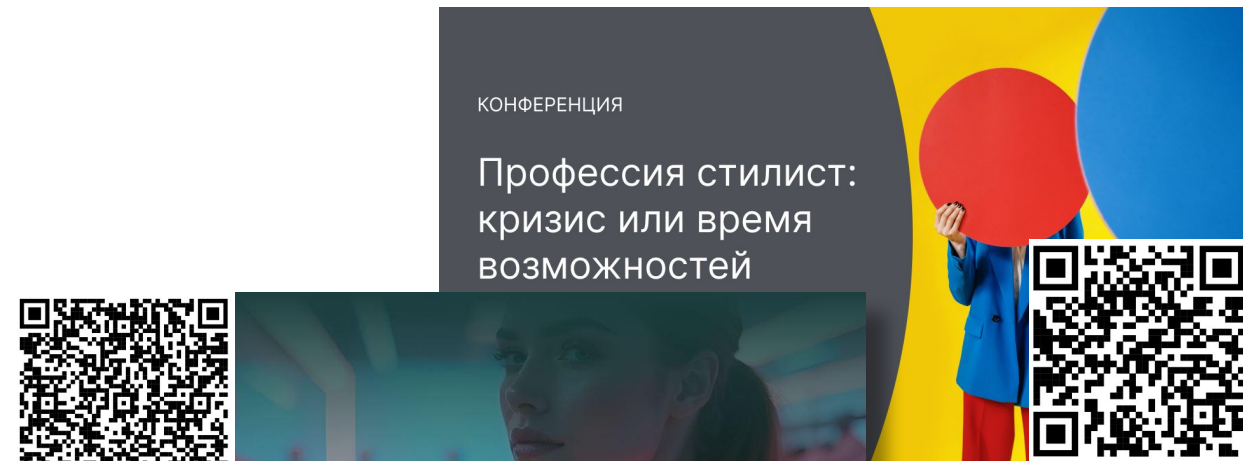 КОНФЕРЕНЦИЯ
Профессия стилист:
кризис или время
возможностей